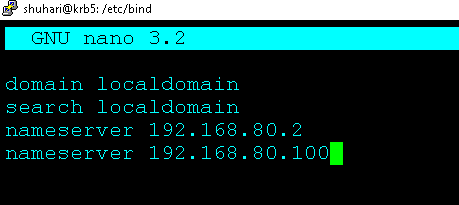 shuhari@krb5: /etc/bind
GNU nano 3.2
domain localdomain
search localdomain
nameserver 192.168.80.2
nameserver 192.168.80.100